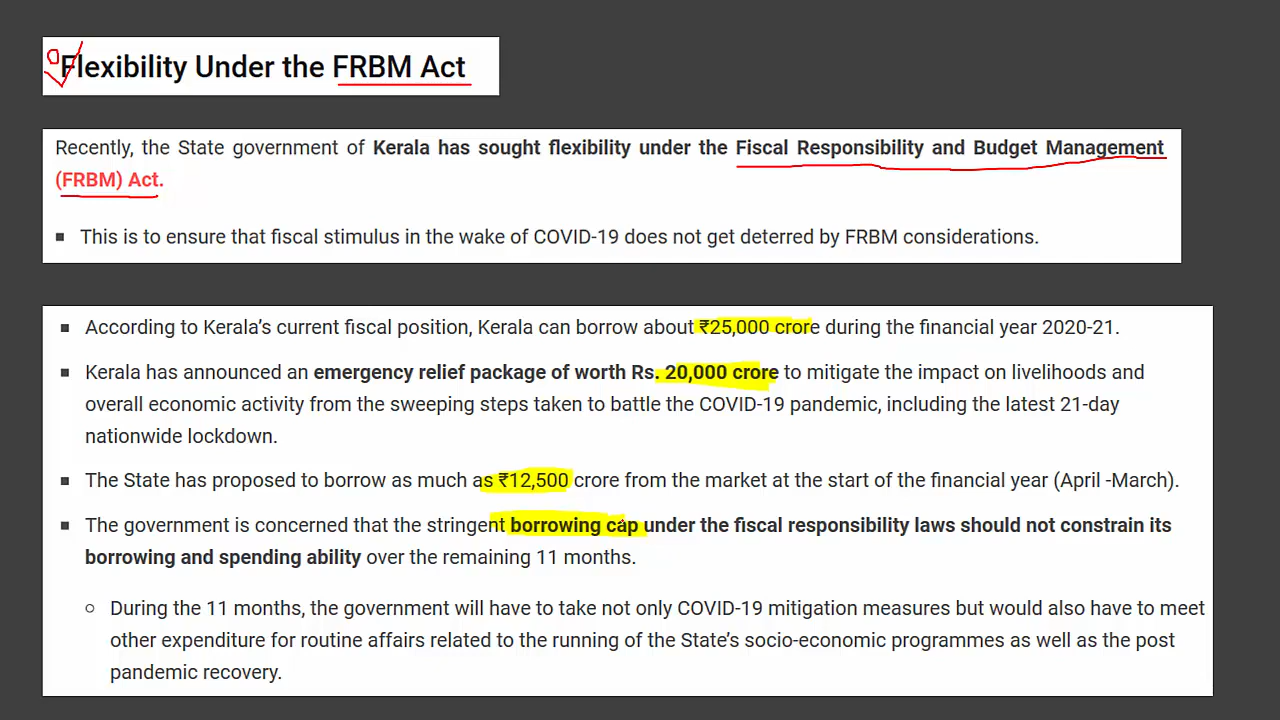 Flexibility Under the FRBM Act
Recently, the State government of Kerala has sought flexibility under the Fiscal Responsibility and Budget Management
(FRBM) Act.
▪ This is to ensure that fiscal stimulus in the wake of COVID-19 does not get deterred by FRBM considerations.
▪ According to Kerala's current fiscal position, Kerala can borrow about ₹25,000 crore during the financial year 2020-21.
▪ Kerala has announced an emergency relief package of worth Rs. 20,000 crore to mitigate the impact on livelihoods and
overall economic activity from the sweeping steps taken to battle the COVID-19 pandemic, including the latest 21-day
nationwide lockdown.
▪ The State has proposed to borrow as much as ₹12,500 crore from the market at the start of the financial year (April -March).
▪ The government is concerned that the stringent borrowing cap under the fiscal responsibility laws should not constrain its
borrowing and spending ability over the remaining 11 months.
○ During the 11 months, the government will have to take not only COVID-19 mitigation measures but would also have to meet
other expenditure for routine affairs related to the running of the State's socio-economic programmes as well as the post
pandemic recovery.